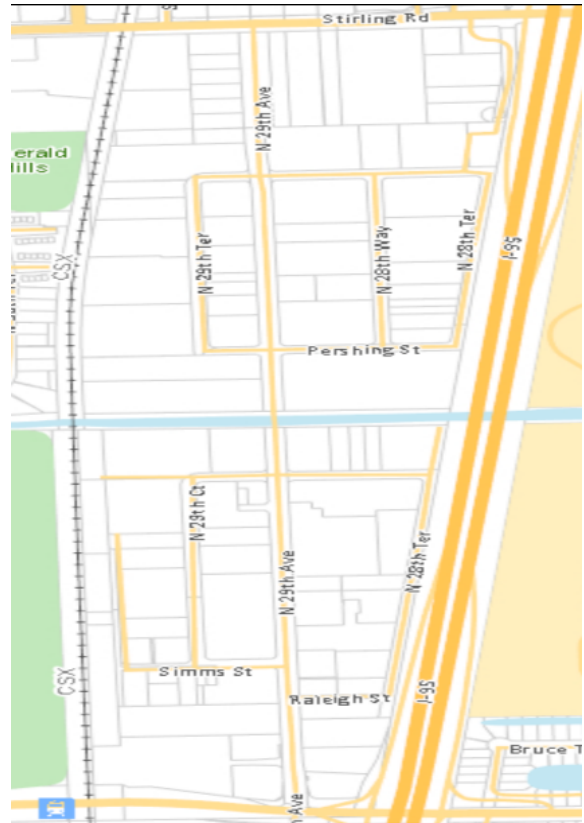 Stirling Rd
N 29th Ave
erald
ills
N 29th Ter
N 28th Way
N 28th Ter
I-95
CSX
Pershing St
N 29th Ct
N 29th Ave
N 28th Ter
Simms St
CSX
I-95
Raleigh St
Bruce T
h Ave